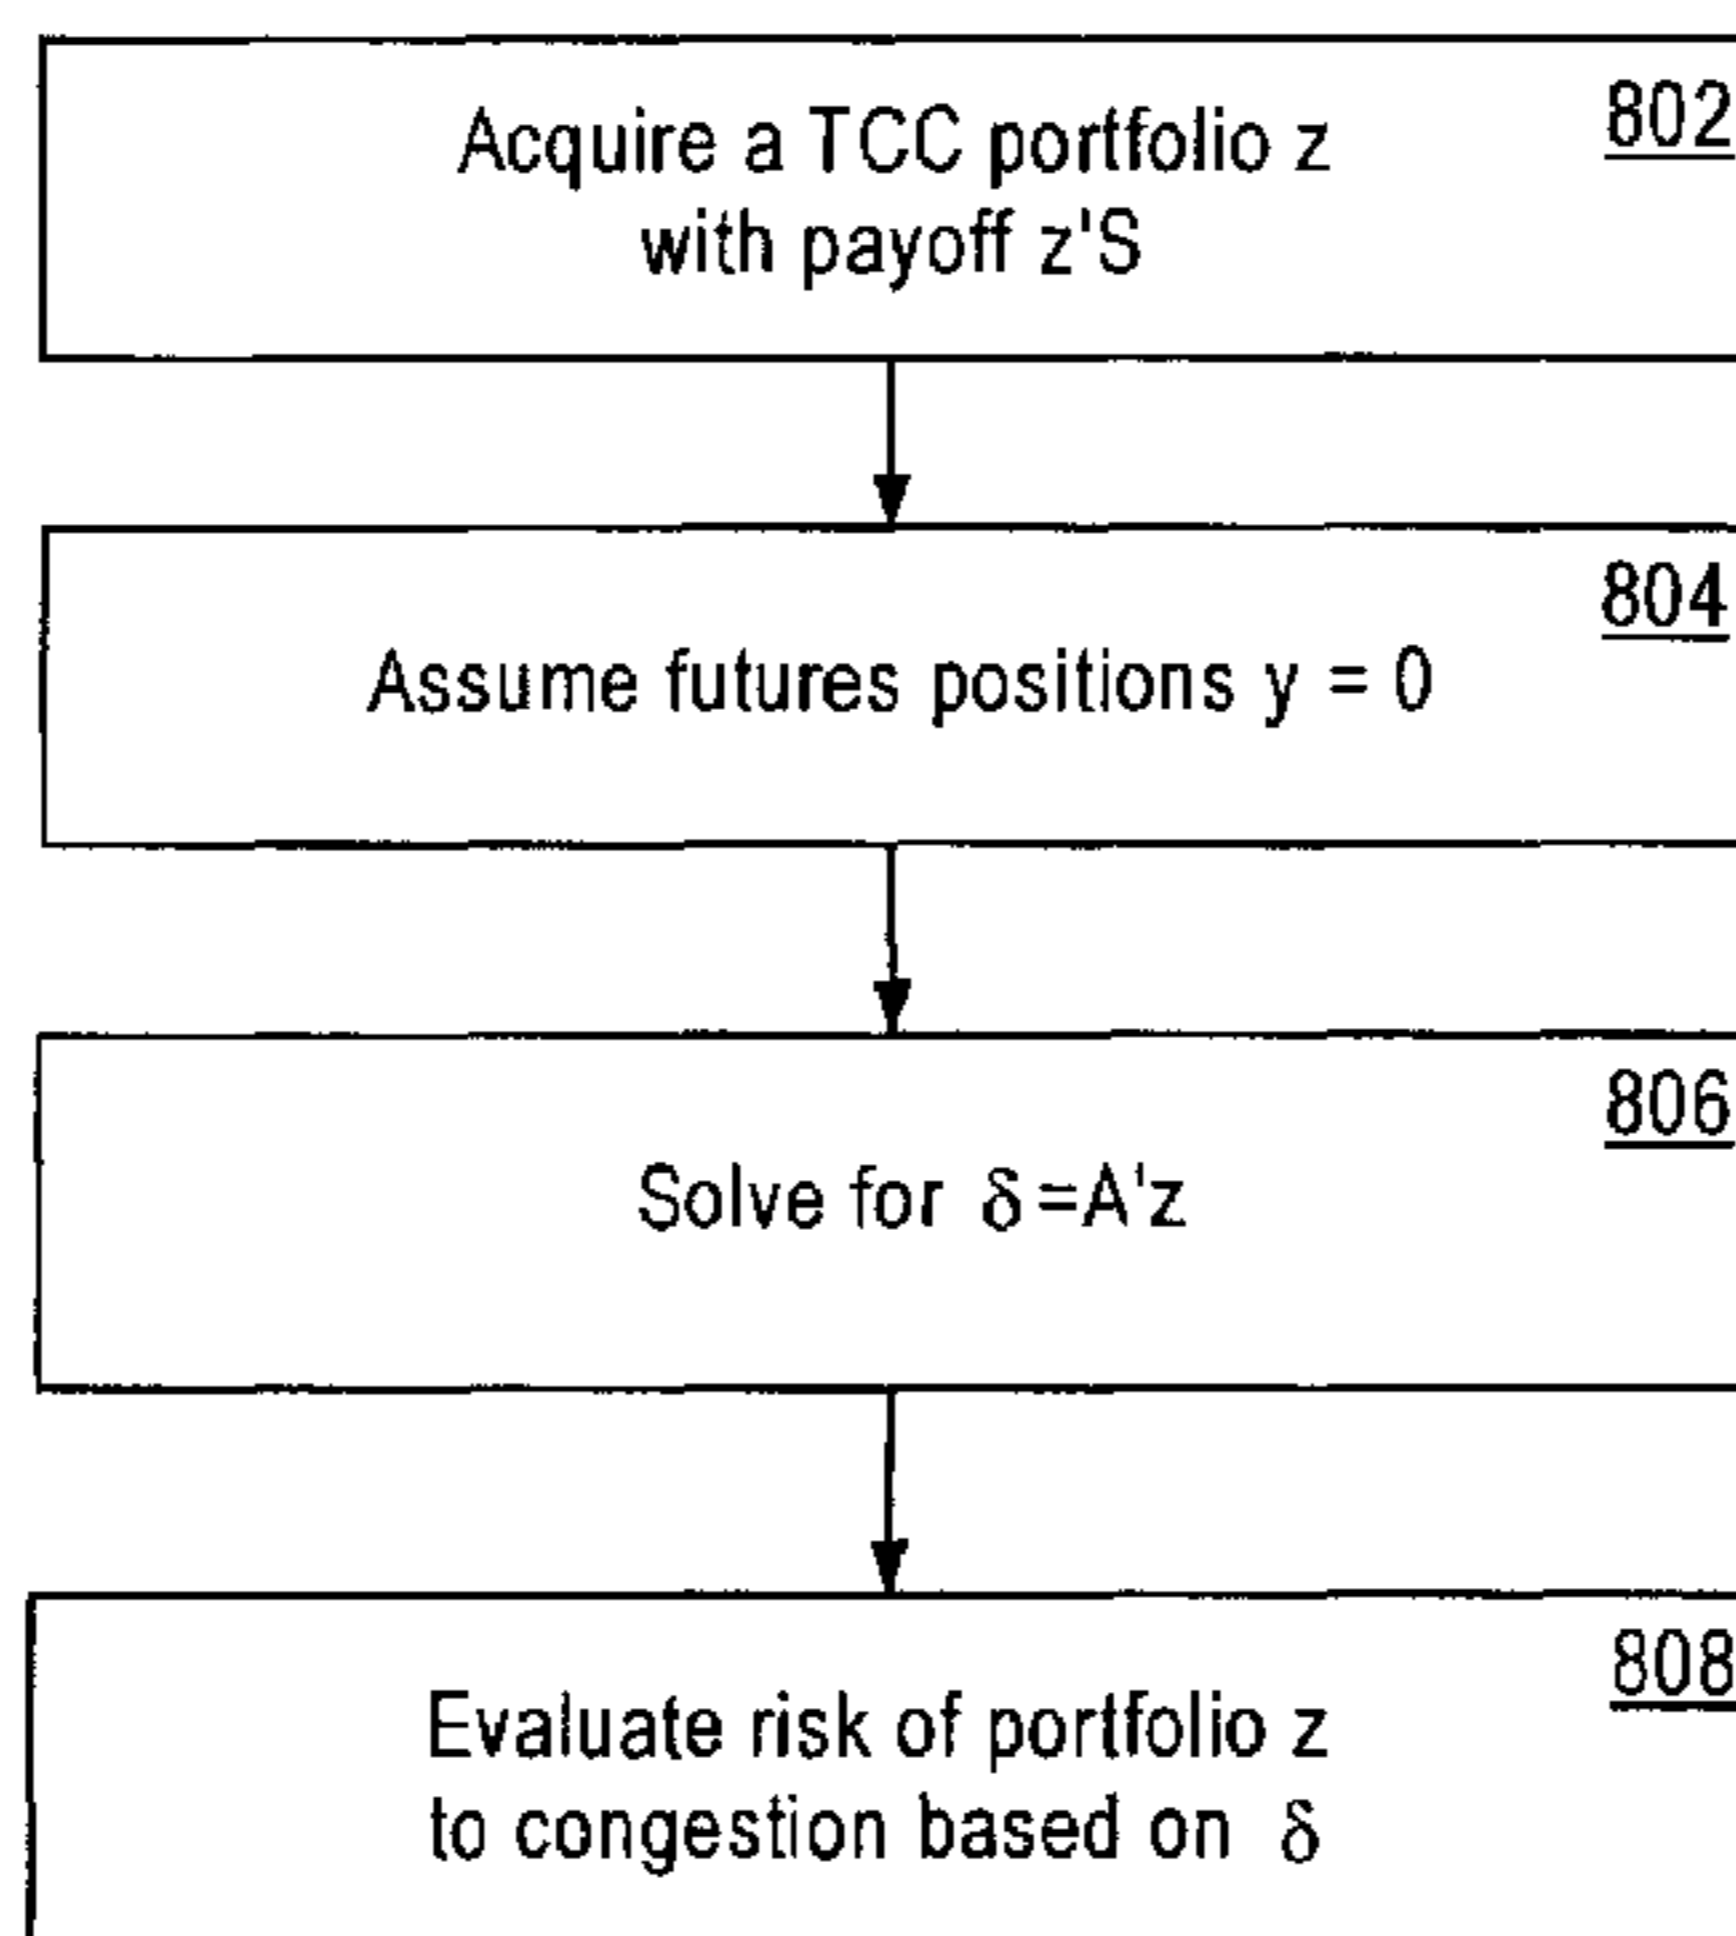 802
Acquire a TCC portfolio z
with payoff z'S
804
Assume futures positions y = 0
806
Solve for δ=A'z
808
Evaluate risk of portfolio z
to congestion based on δ